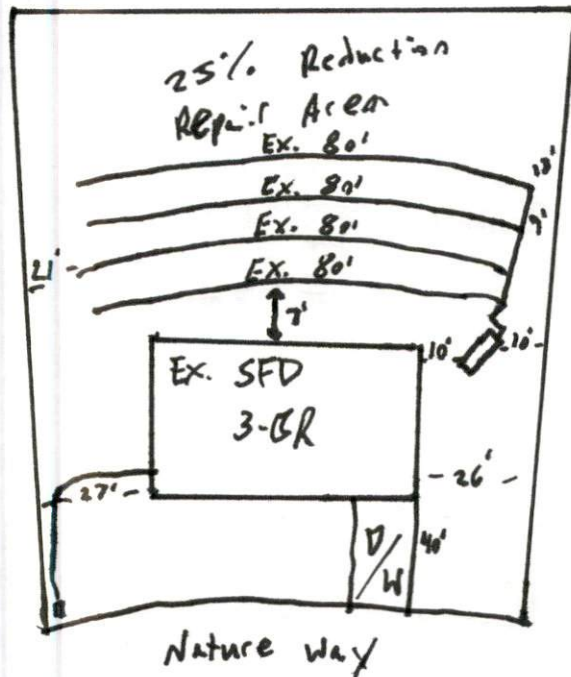 25% Reduction
Repair Area
Ex. 80'
Ex. 80'
Ex. 80'
Ex. 80'
9'
21'
7'
10'
10'
Ex. SFD
3-BR
27'
26'
40'
D/W
Nature Way